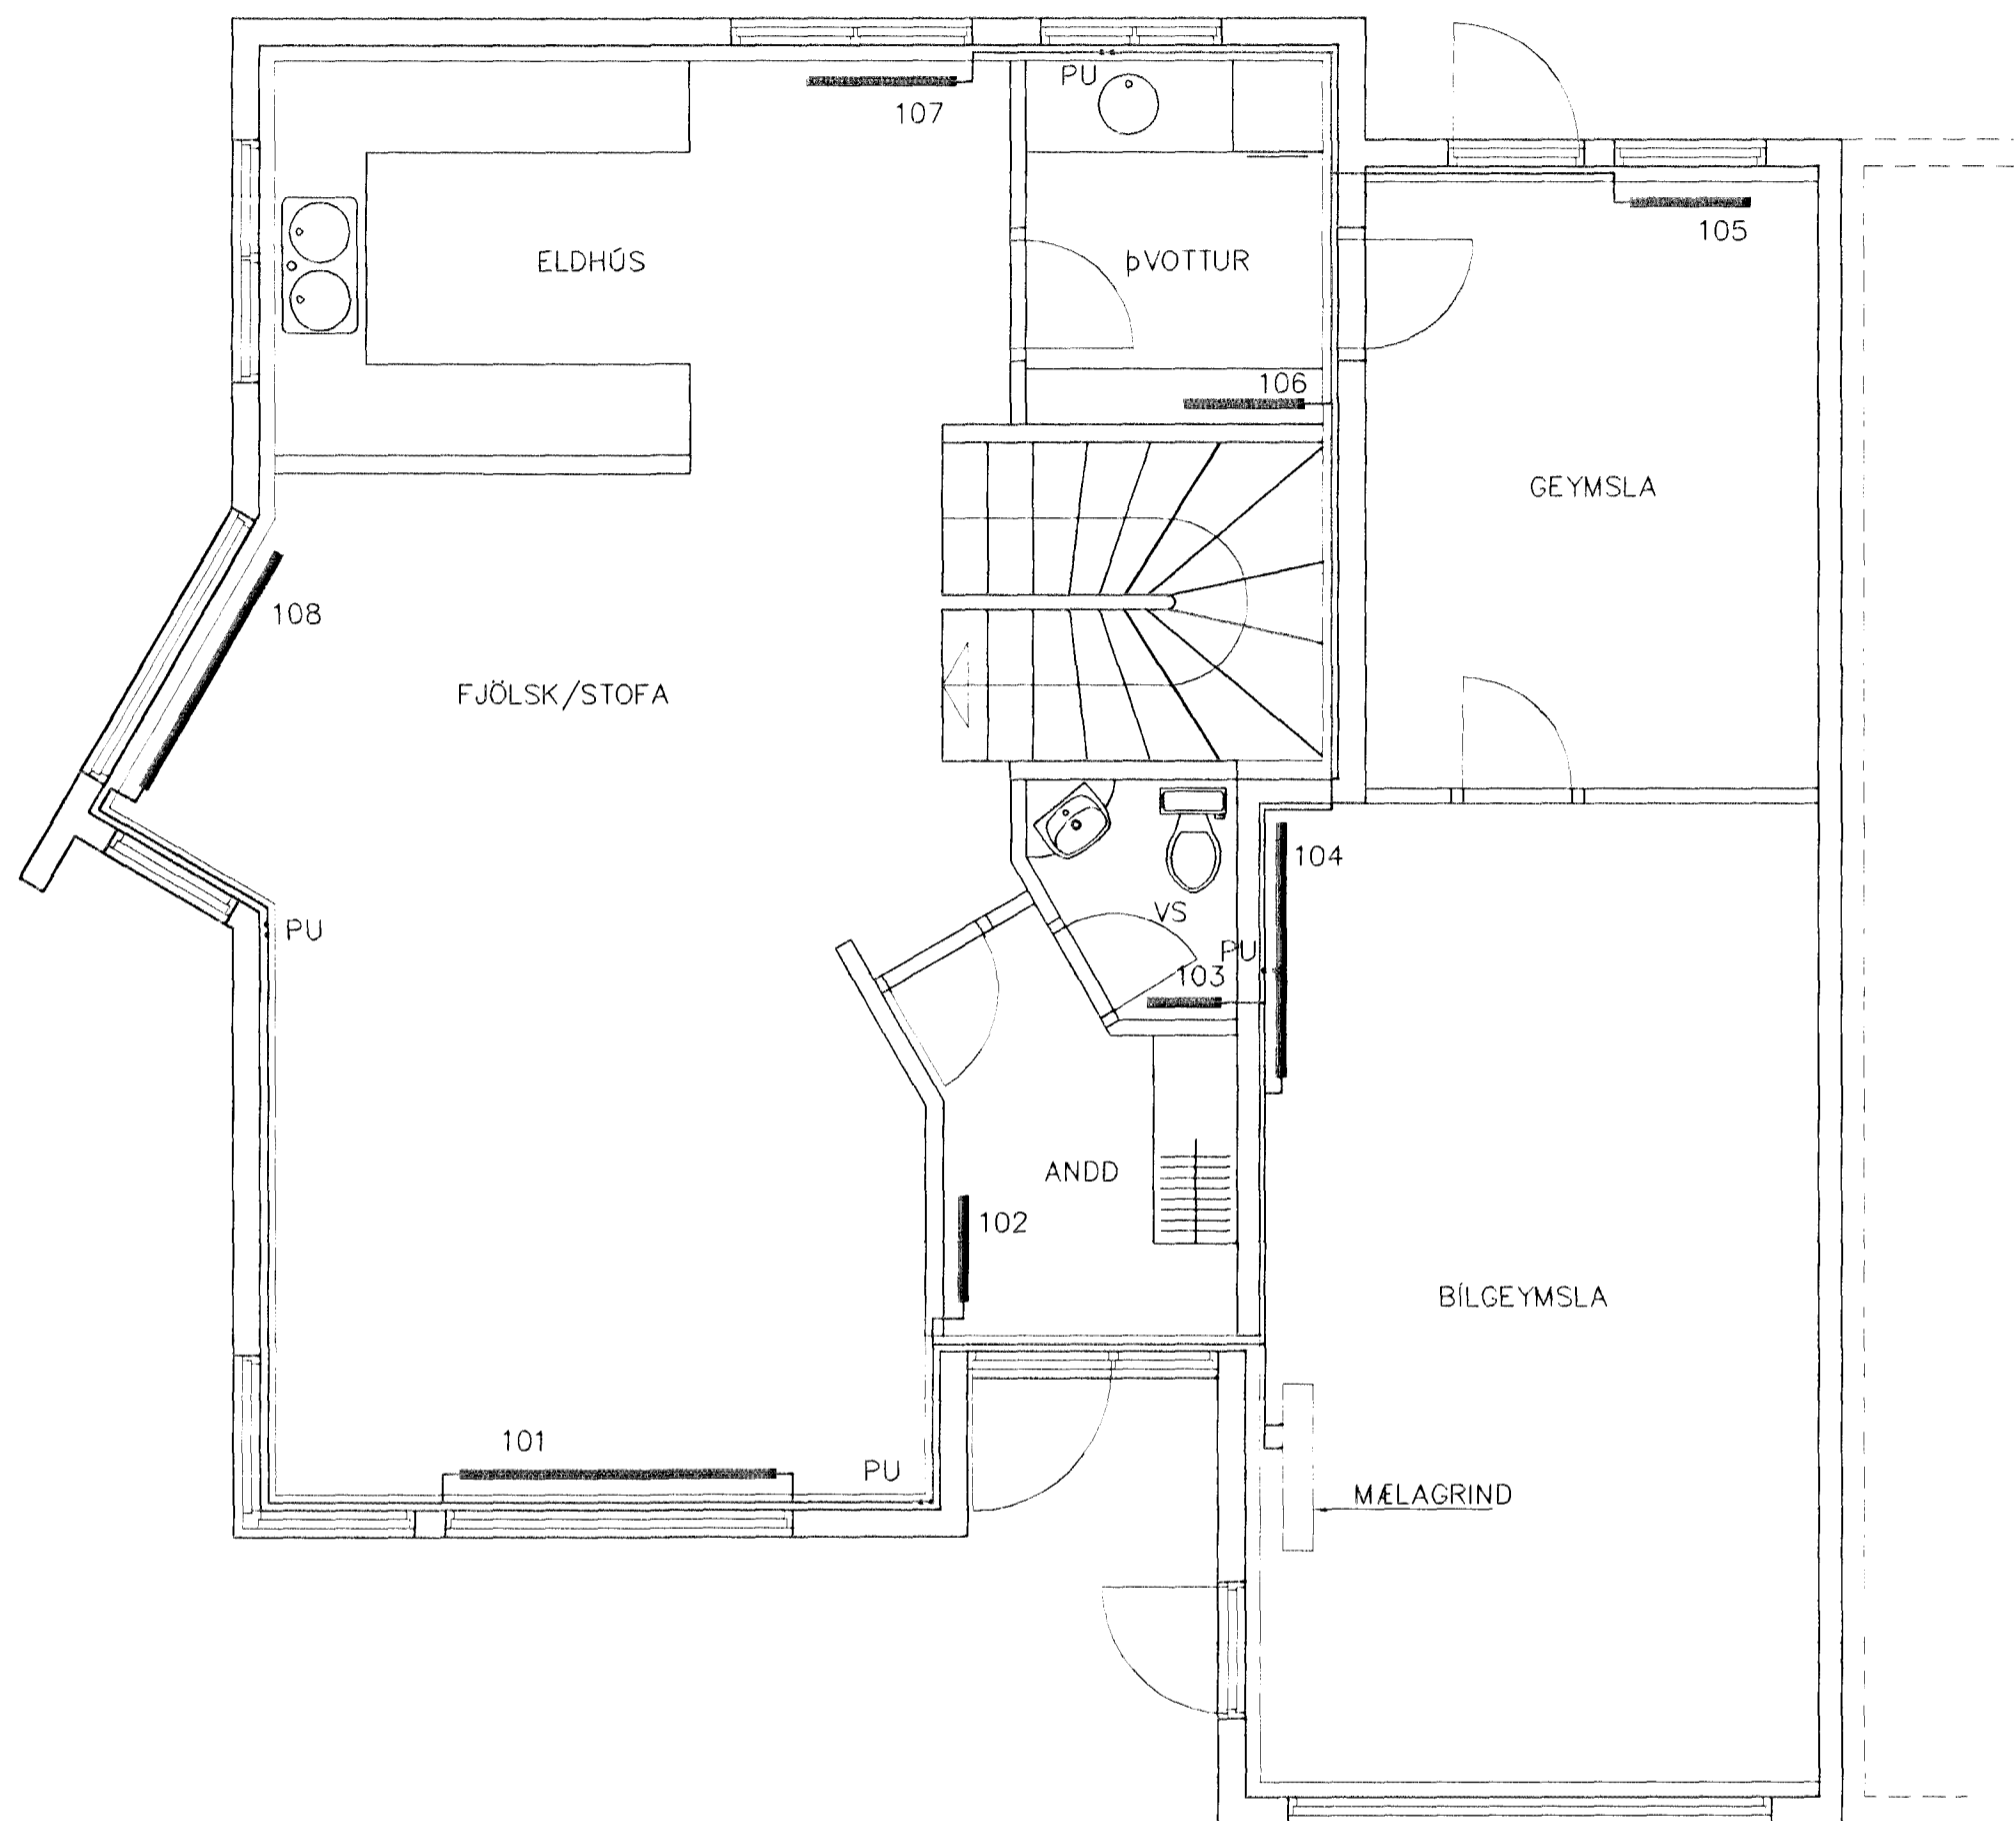 PU
107
105
ELDHÚS
ÞVOTTUR
106
GEYMSLA
108
FJÖLSK/STOFA
104
VS
PU
PU
103
ANDD
102
BÍLGEYMSLA
101
PU
MÆLAGRIND